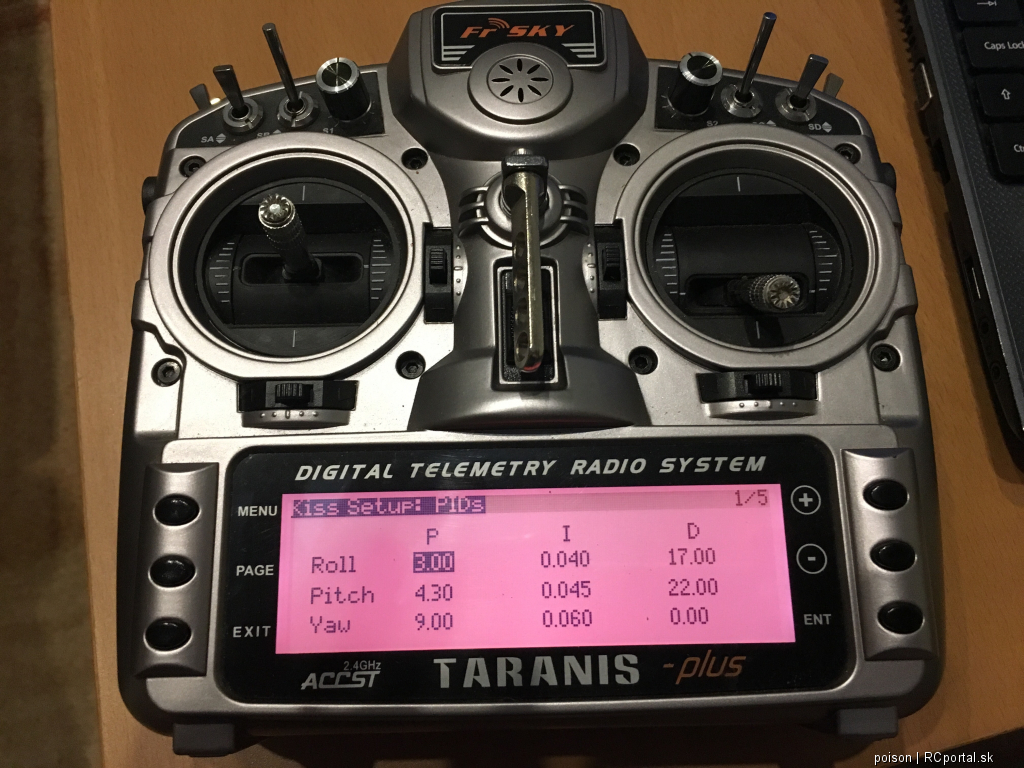 FrSKY
SA
S1
SD
Caps Lock
DIGITAL TELEMETRY RADIO SYSTEM
MENU
PAGE
EXIT
Kiss Setup: PIDs 1/5
P I D
Roll 3.00 0.040 17.00
Pitch 4.30 0.045 22.00
Yaw 9.00 0.060 0.00
+
-
ENT
2.4GHz
ACCST
TARANIS -plus
poison | RCportal.sk